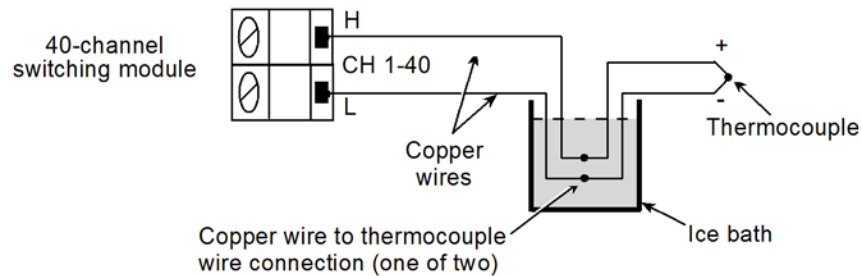 40-channel
switching module
H
CH 1-40
L
+
-
Thermocouple
Copper
wires
Copper wire to thermocouple
wire connection (one of two)
Ice bath